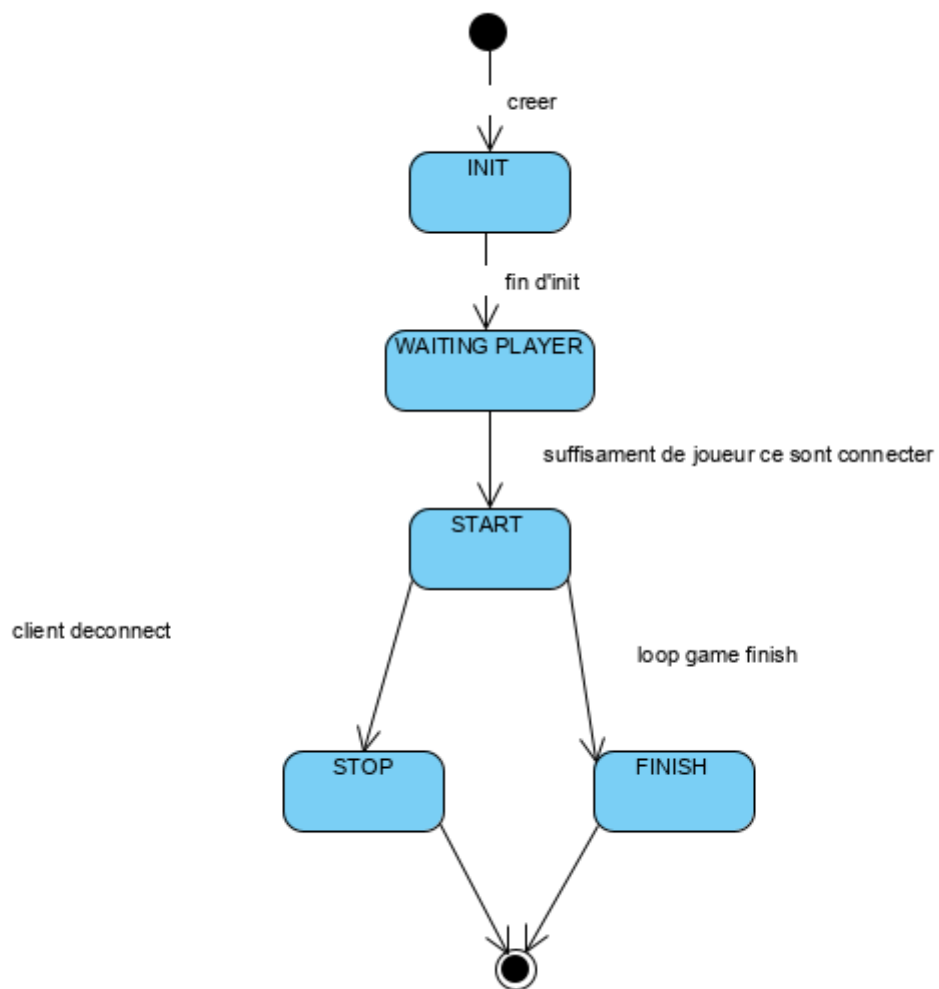 creer
INIT
fin d'init
WAITING PLAYER
suffisament de joueur ce sont connecter
START
client deconnect
loop game finish
STOP
FINISH